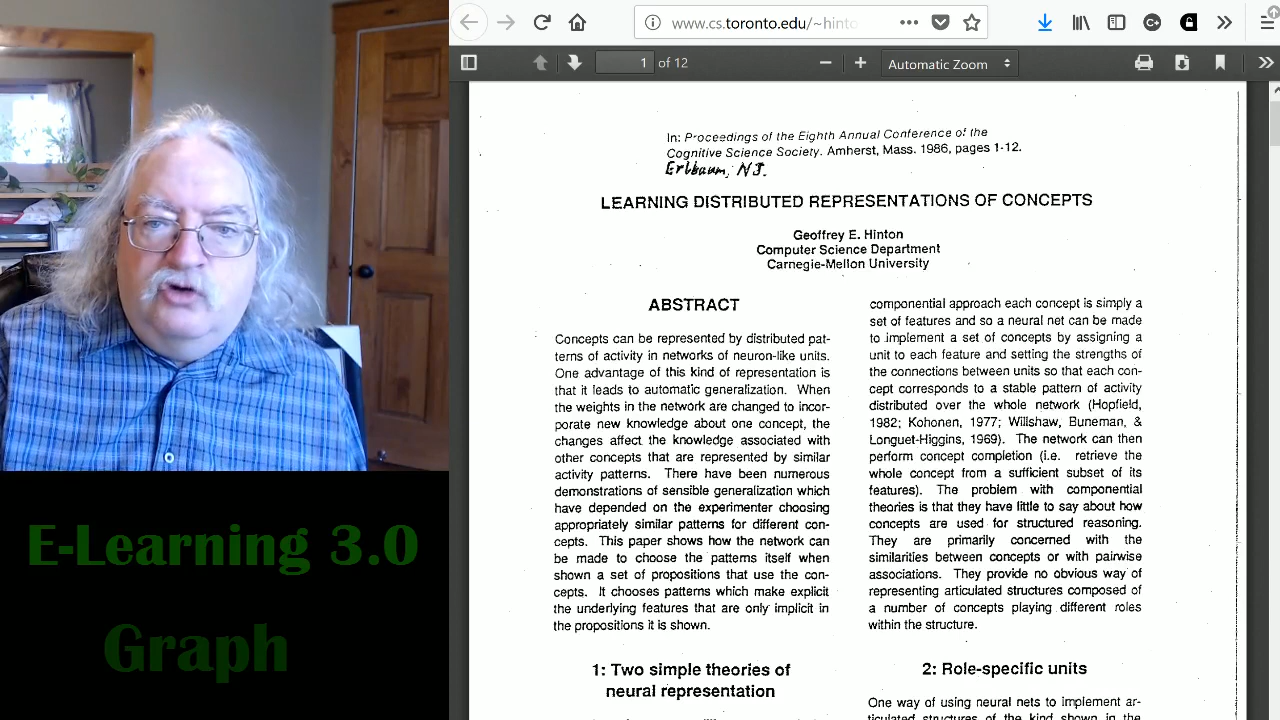 www.cs.toronto.edu/~hinto
1 of 12
Automatic Zoom
In: Proceedings of the Eighth Annual Conference of the
Cognitive Science Society. Amherst, Mass. 1986, pages 1-12.
Erlbaum, NJ.
LEARNING DISTRIBUTED REPRESENTATIONS OF CONCEPTS
Geoffrey E. Hinton
Computer Science Department
Carnegie-Mellon University
ABSTRACT
Concepts can be represented by distributed pat-
terns of activity in networks of neuron-like units.
One advantage of this kind of representation is
that it leads to automatic generalization. When
the weights in the network are changed to incor-
porate new knowledge about one concept, the
changes affect the knowledge associated with
other concepts that are represented by similar
activity patterns. There have been numerous
demonstrations of sensible generalization which
have depended on the experimenter choosing
appropriately similar patterns for different con-
cepts. This paper shows how the network can
be made to choose the patterns itself when
shown a set of propositions that use the con-
cepts. It chooses patterns which make explicit
the underlying features that are only implicit in
the propositions it is shown.
1: Two simple theories of
neural representation
componential approach each concept is simply a
set of features and so a neural net can be made
to implement a set of concepts by assigning a
unit to each feature and setting the strengths of
the connections between units so that each con-
cept corresponds to a stable pattern of activity
distributed over the whole network (Hopfield,
1982; Kohonen, 1977; Willshaw, Buneman, &
Longuet-Higgins, 1969). The network can then
perform concept completion (i.e. retrieve the
whole concept from a sufficient subset of its
features). The problem with componential
theories is that they have little to say about how
concepts are used for structured reasoning.
They are primarily concerned with the
similarities between concepts or with pairwise
associations. They provide no obvious way of
representing articulated structures composed of
a number of concepts playing different roles
within the structure.
2: Role-specific units
One way of using neural nets to implement ar-
ticulated structures of the kind shown in the
E-Learning 3.0
Graph